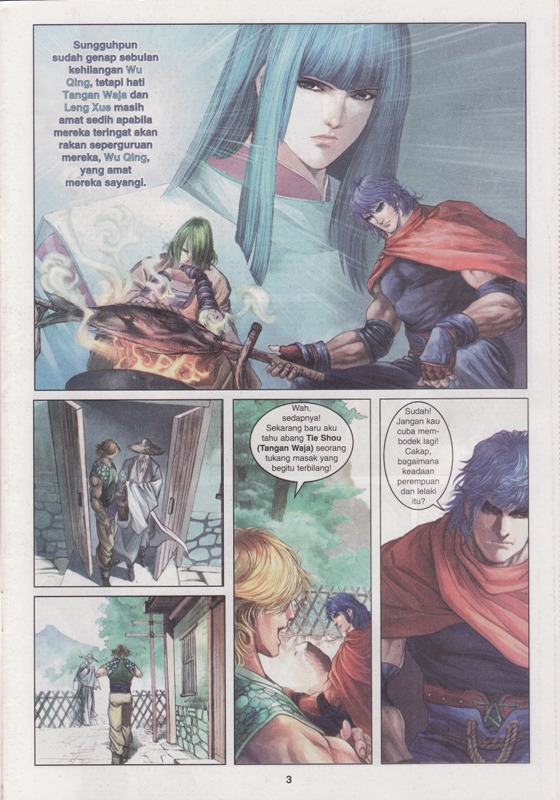 Sungguhpun
sudah genap sebulan
kehilangan Wu
Qing, tetapi hati
Tangan Waja dan
Leng Xue masih
amat sedih apabila
mereka teringat akan
rakan seperguruan
mereka, Wu Qing,
yang amat
mereka sayangi.
Wah,
sedapnya!
Sekarang baru aku
tahu abang Tie Shou
(Tangan Waja) seorang
tukang masak yang
begitu terbilang!
Sudah!
Jangan kau
cuba mem-
bodek lagi!
Cakap,
bagaimana
keadaan
perempuan
dan lelaki
itu?
3